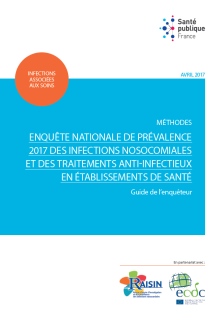 Santé
publique
France
INFECTIONS
ASSOCIÉES
AUX SOINS
AVRIL 2017
MÉTHODES
ENQUÊTE NATIONALE DE PRÉVALENCE
2017 DES INFECTIONS NOSOCOMIALES
ET DES TRAITEMENTS ANTI-INFECTIEUX
EN ÉTABLISSEMENTS DE SANTÉ
Guide de l'enquêteur
En partenariat avec :
RAISIN
ecdc